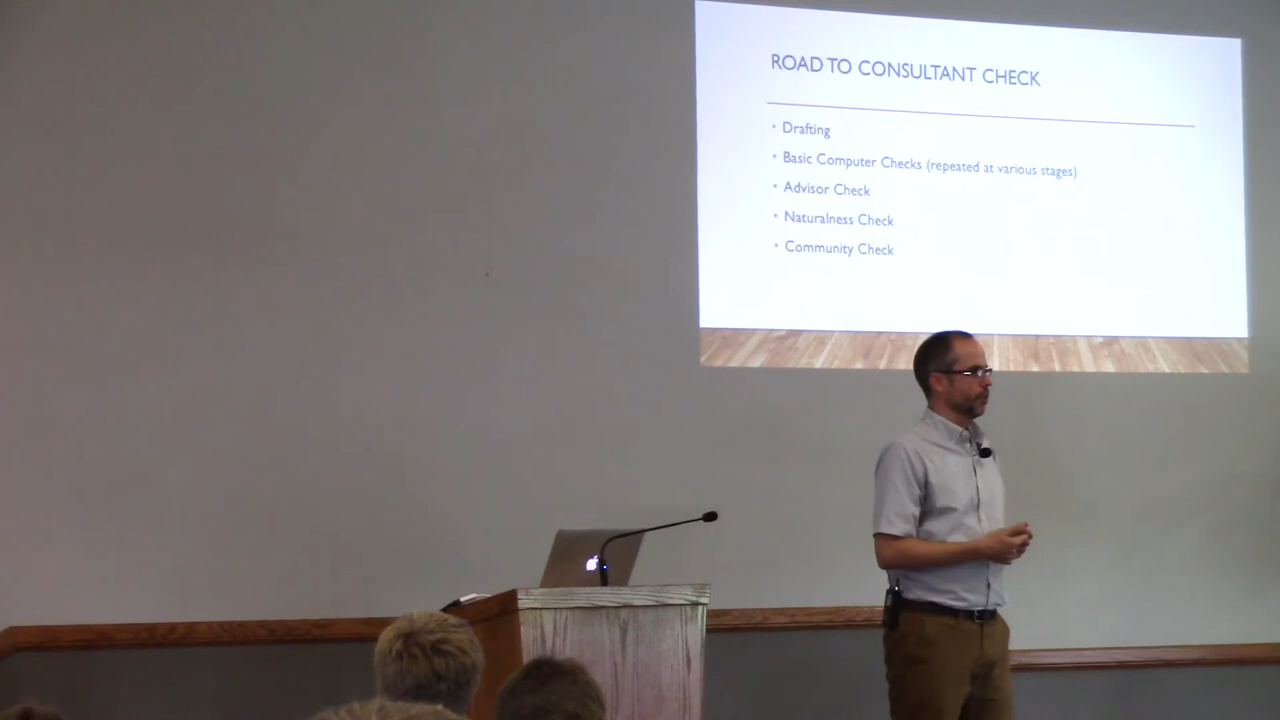 ROAD TO CONSULTANT CHECK
• Drafting
• Basic Computer Checks (repeated at various stages)
• Advisor Check
• Naturalness Check
• Community Check